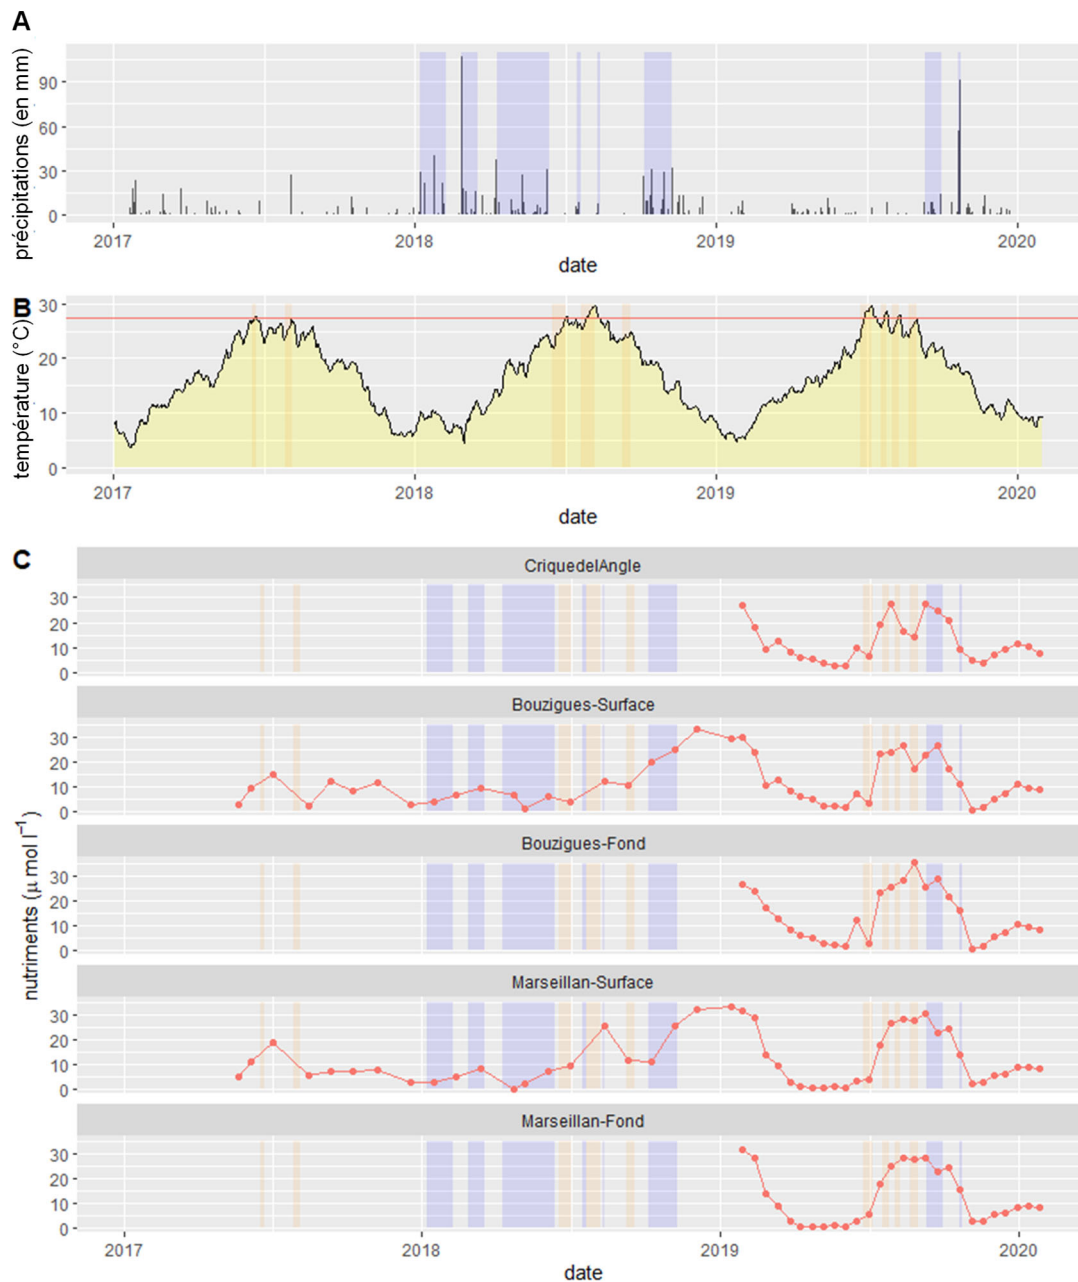 A
précipitations (en mm)
90
60
30
0
2017 2018 2019 2020
date
B
température (°C)
30
20
10
0
2017 2018 2019 2020
date
C
nutriments (µ mol l⁻¹)
CriquedelAngle
30
20
10
0
Bouzigues-Surface
30
20
10
0
Bouzigues-Fond
30
20
10
0
Marseillan-Surface
30
20
10
0
Marseillan-Fond
30
20
10
0
2017 2018 2019 2020
date